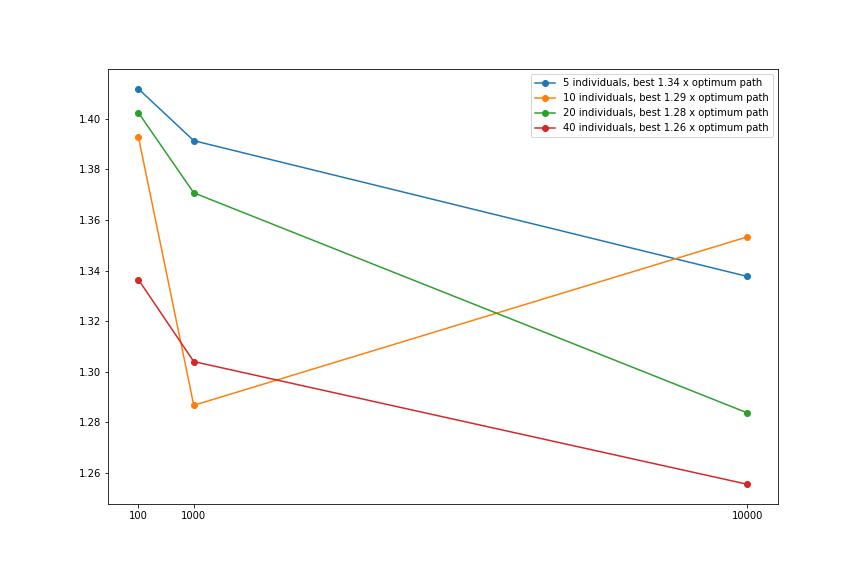 5 individuals, best 1.34 x optimum path
10 individuals, best 1.29 x optimum path
20 individuals, best 1.28 x optimum path
40 individuals, best 1.26 x optimum path
1.40
1.38
1.36
1.34
1.32
1.30
1.28
1.26
100 1000 10000